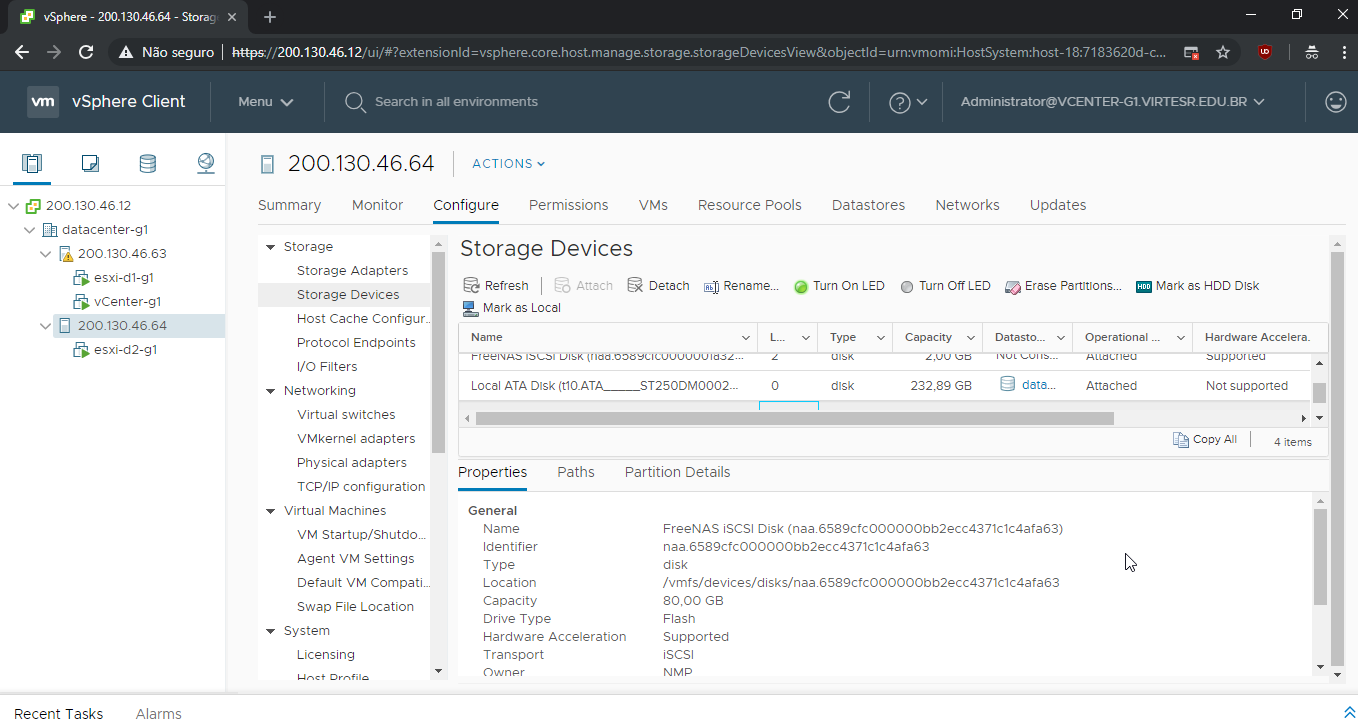 vSphere - 200.130.46.64 - Storag
Não seguro | https://200.130.46.12/ui/#?extensionId=vsphere.core.host.manage.storage.storageDevicesView&objectId=urn:vmomi:HostSystem:host-18:7183620d-c...
vm vSphere Client Menu Search in all environments Administrator@VCENTER-G1.VIRTESR.EDU.BR
200.130.46.12
datacenter-g1
200.130.46.63
esxi-d1-g1
vCenter-g1
200.130.46.64
esxi-d2-g1
200.130.46.64 ACTIONS
Summary Monitor Configure Permissions VMs Resource Pools Datastores Networks Updates
Storage
Storage Adapters
Storage Devices
Host Cache Configur..
Protocol Endpoints
I/O Filters
Networking
Virtual switches
VMkernel adapters
Physical adapters
TCP/IP configuration
Virtual Machines
VM Startup/Shutdo...
Agent VM Settings
Default VM Compati...
Swap File Location
System
Licensing
Host Profile
Storage Devices
Refresh Attach Detach Rename... Turn On LED Turn Off LED Erase Partitions... HDD Mark as HDD Disk
Mark as Local
Name L... Type Capacity Datasto... Operational ... Hardware Accelera.
FreeNAS iSCSI Disk (naa.6589cfc0000001a32... 2 disk 2,00 GB Not Cons... Attached Supported
Local ATA Disk (t10.ATA_____ST250DM0002... 0 disk 232,89 GB data... Attached Not supported
Copy All 4 items
Properties Paths Partition Details
General
Name FreeNAS iSCSI Disk (naa.6589cfc000000bb2ecc4371c1c4afa63)
Identifier naa.6589cfc000000bb2ecc4371c1c4afa63
Type disk
Location /vmfs/devices/disks/naa.6589cfc000000bb2ecc4371c1c4afa63
Capacity 80,00 GB
Drive Type Flash
Hardware Acceleration Supported
Transport iSCSI
Owner NMP
Recent Tasks Alarms